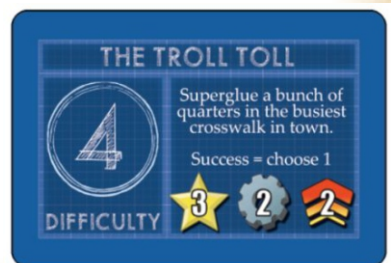 THE TROLL TOLL
4
DIFFICULTY
Superglue a bunch of
quarters in the busiest
crosswalk in town.
Success = choose 1
3 2 2